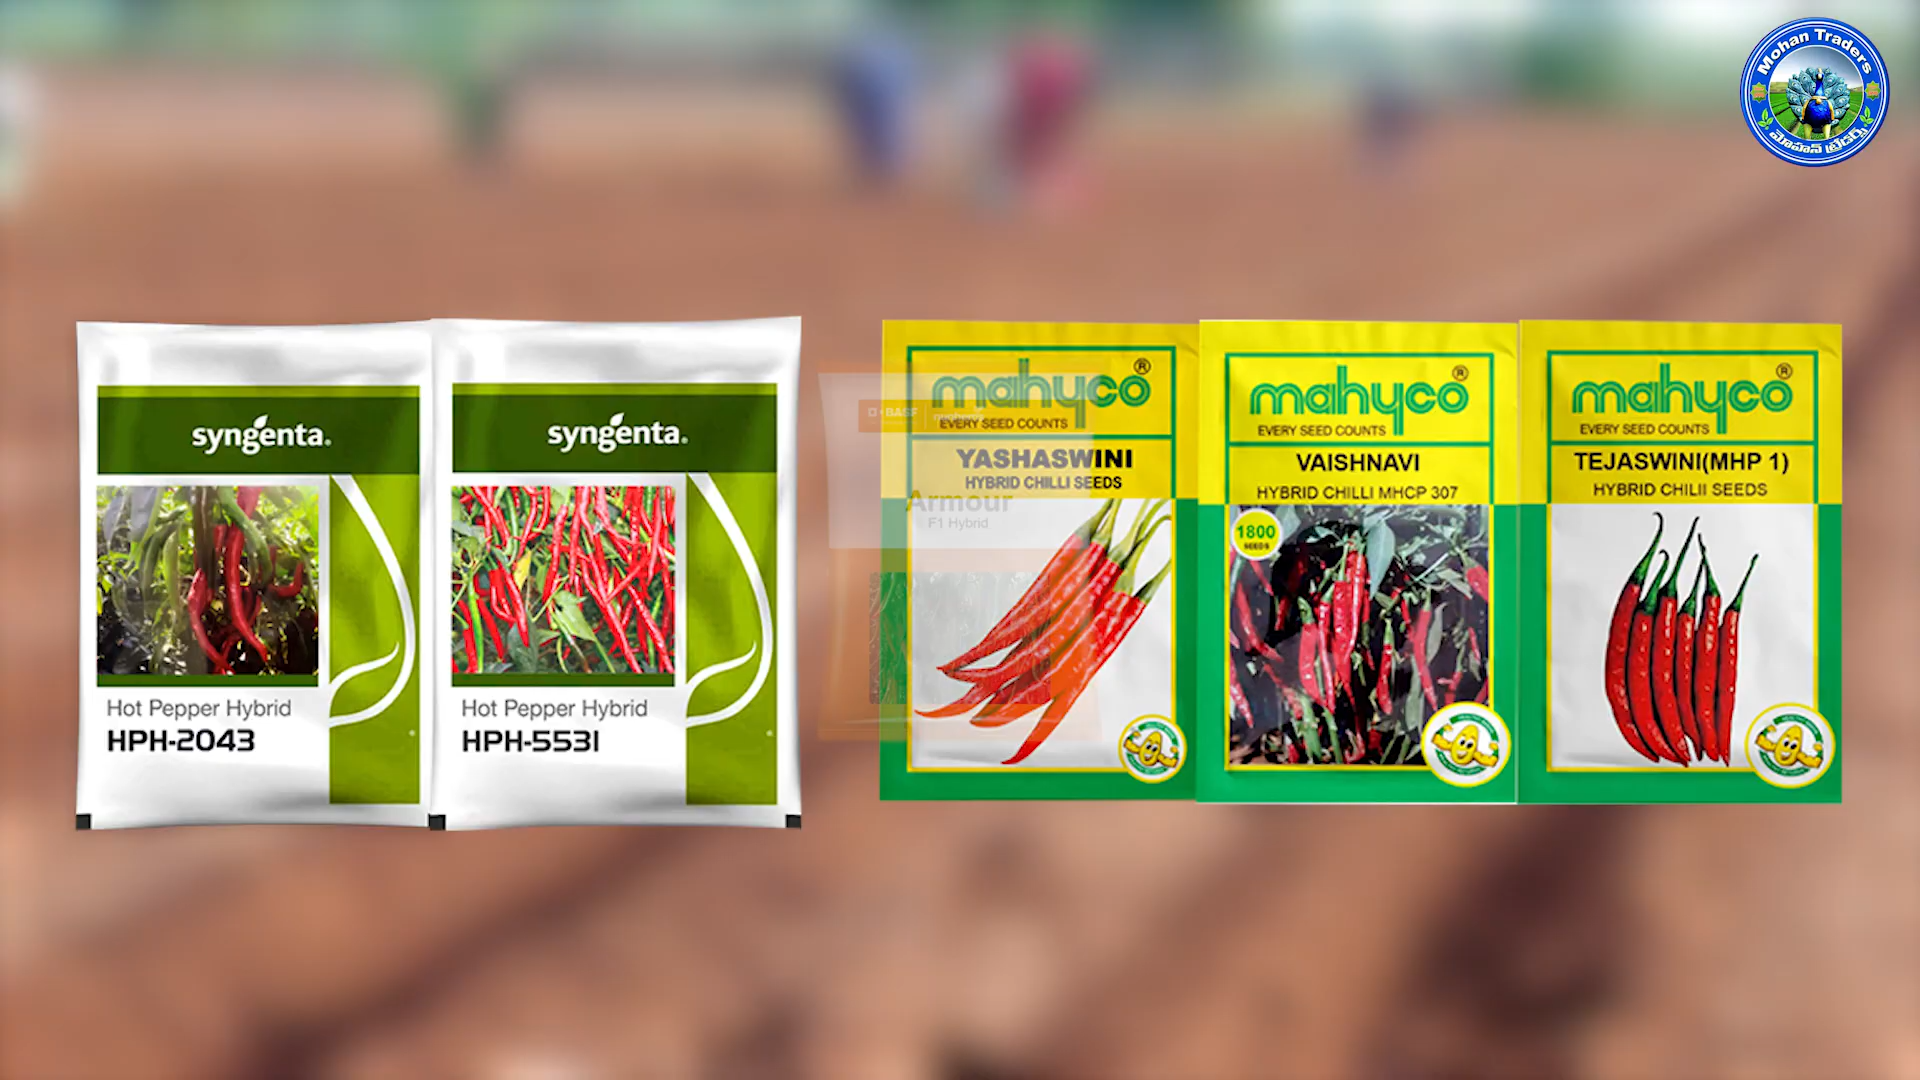 Mohan Traders
మోహన్ ట్రేడర్స్
syngenta.
Hot Pepper Hybrid
HPH-2043
syngenta.
Hot Pepper Hybrid
HPH-5531
mahyco®
EVERY SEED COUNTS
YASHASWINI
HYBRID CHILLI SEEDS
BASF
Armour
F1 Hybrid
mahyco®
EVERY SEED COUNTS
VAISHNAVI
HYBRID CHILLI MHCP 307
1800
SEEDS
mahyco®
EVERY SEED COUNTS
TEJASWINI(MHP 1)
HYBRID CHILII SEEDS